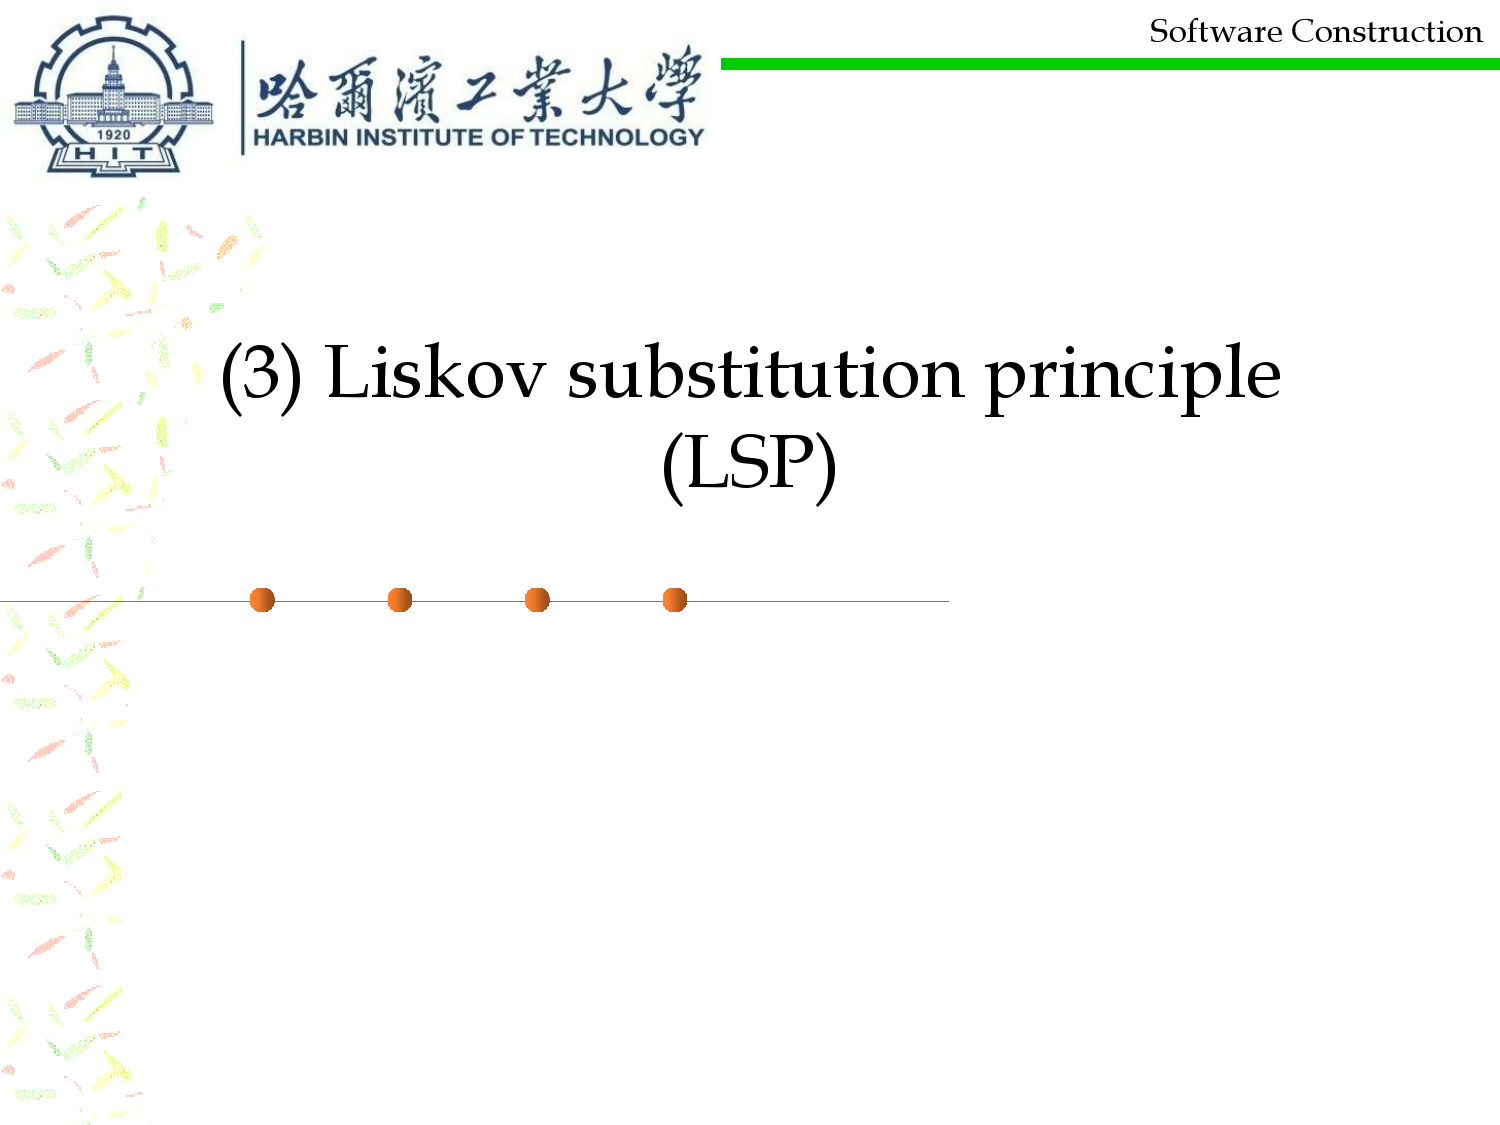 Software Construction
哈爾濱工業大學
HARBIN INSTITUTE OF TECHNOLOGY
1920
HIT
(3) Liskov substitution principle
(LSP)